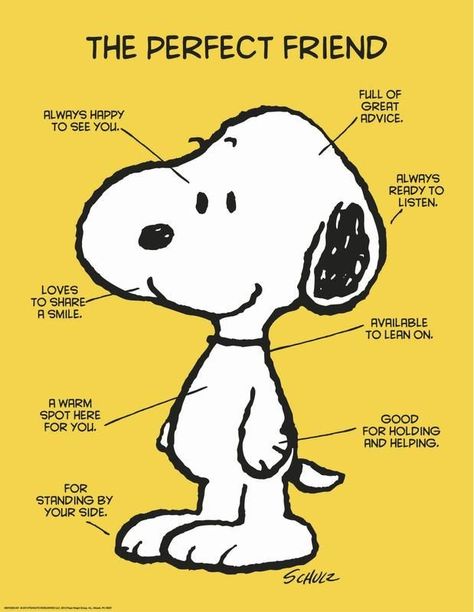 THE PERFECT FRIEND
ALWAYS HAPPY
TO SEE YOU.
FULL OF
GREAT
ADVICE.
ALWAYS
READY TO
LISTEN.
LOVES
TO SHARE
A SMILE.
AVAILABLE
TO LEAN ON.
A WARM
SPOT HERE
FOR YOU.
GOOD
FOR HOLDING
AND HELPING.
FOR
STANDING BY
YOUR SIDE.
SCHULZ